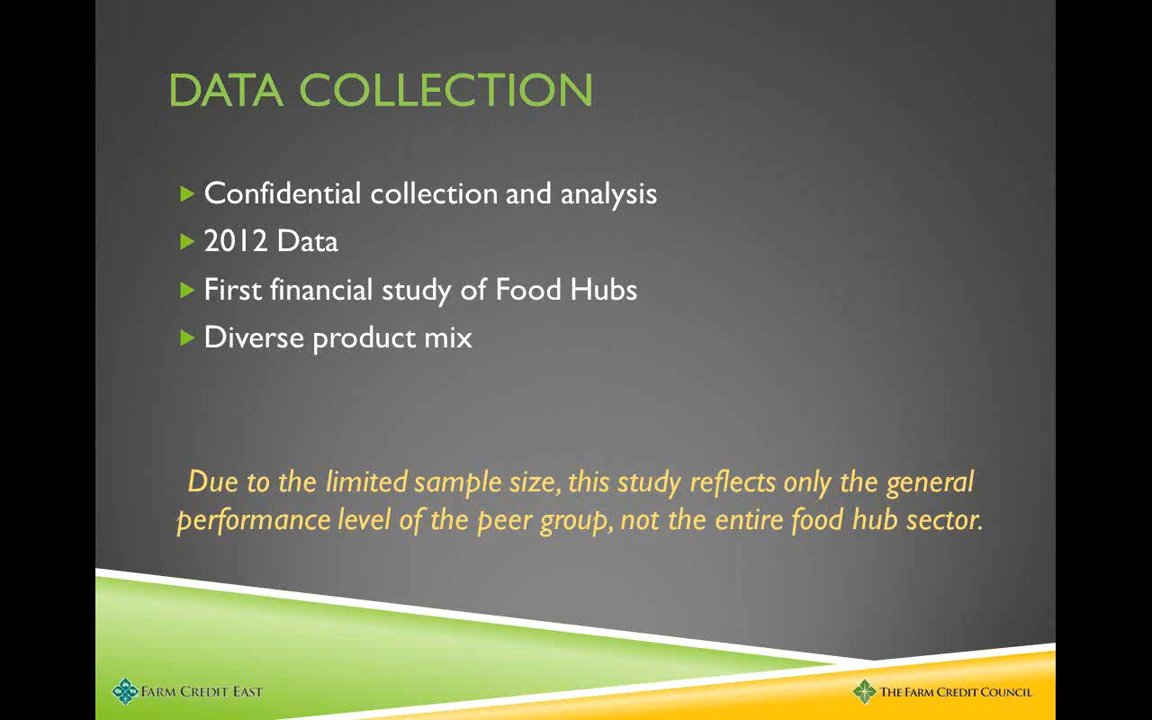 DATA COLLECTION
Confidential collection and analysis
2012 Data
First financial study of Food Hubs
Diverse product mix
Due to the limited sample size, this study reflects only the general
performance level of the peer group, not the entire food hub sector.
FARM CREDIT EAST
THE FARM CREDIT COUNCIL